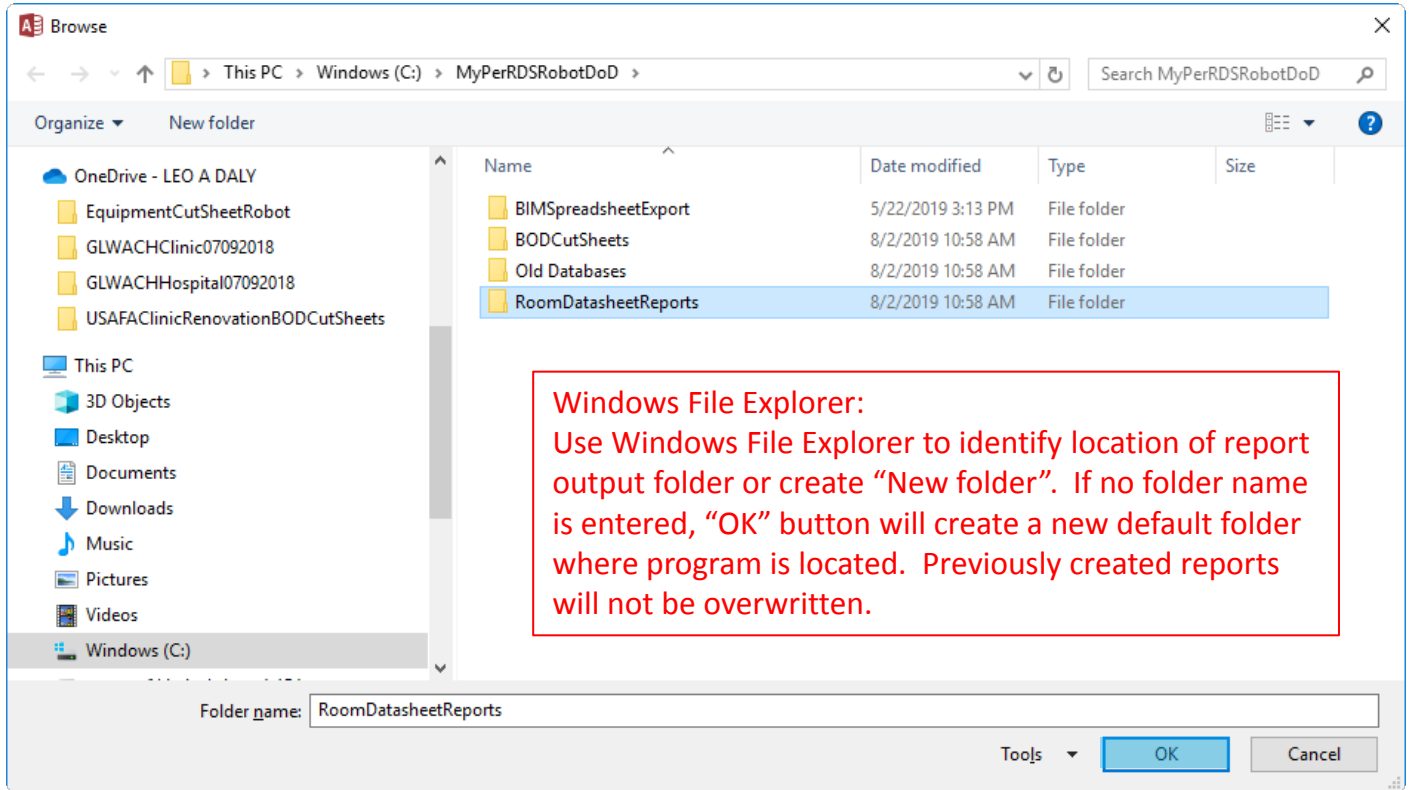 Browse
This PC > Windows (C:) > MyPerRDSRobotDoD >
Search MyPerRDSRobotDoD
Organize New folder
?
OneDrive - LEO A DALY
EquipmentCutSheetRobot
GLWACHClinic07092018
GLWACHHospital07092018
USAFAClinicRenovationBODCutSheets
This PC
3D Objects
Desktop
Documents
Downloads
Music
Pictures
Videos
Windows (C:)
Name Date modified Type Size
BIMSpreadsheetExport 5/22/2019 3:13 PM File folder
BODCutSheets 8/2/2019 10:58 AM File folder
Old Databases 8/2/2019 10:58 AM File folder
RoomDatasheetReports 8/2/2019 10:58 AM File folder
Windows File Explorer:
Use Windows File Explorer to identify location of report
output folder or create “New folder”. If no folder name
is entered, “OK” button will create a new default folder
where program is located. Previously created reports
will not be overwritten.
Folder name: RoomDatasheetReports
Tools OK Cancel